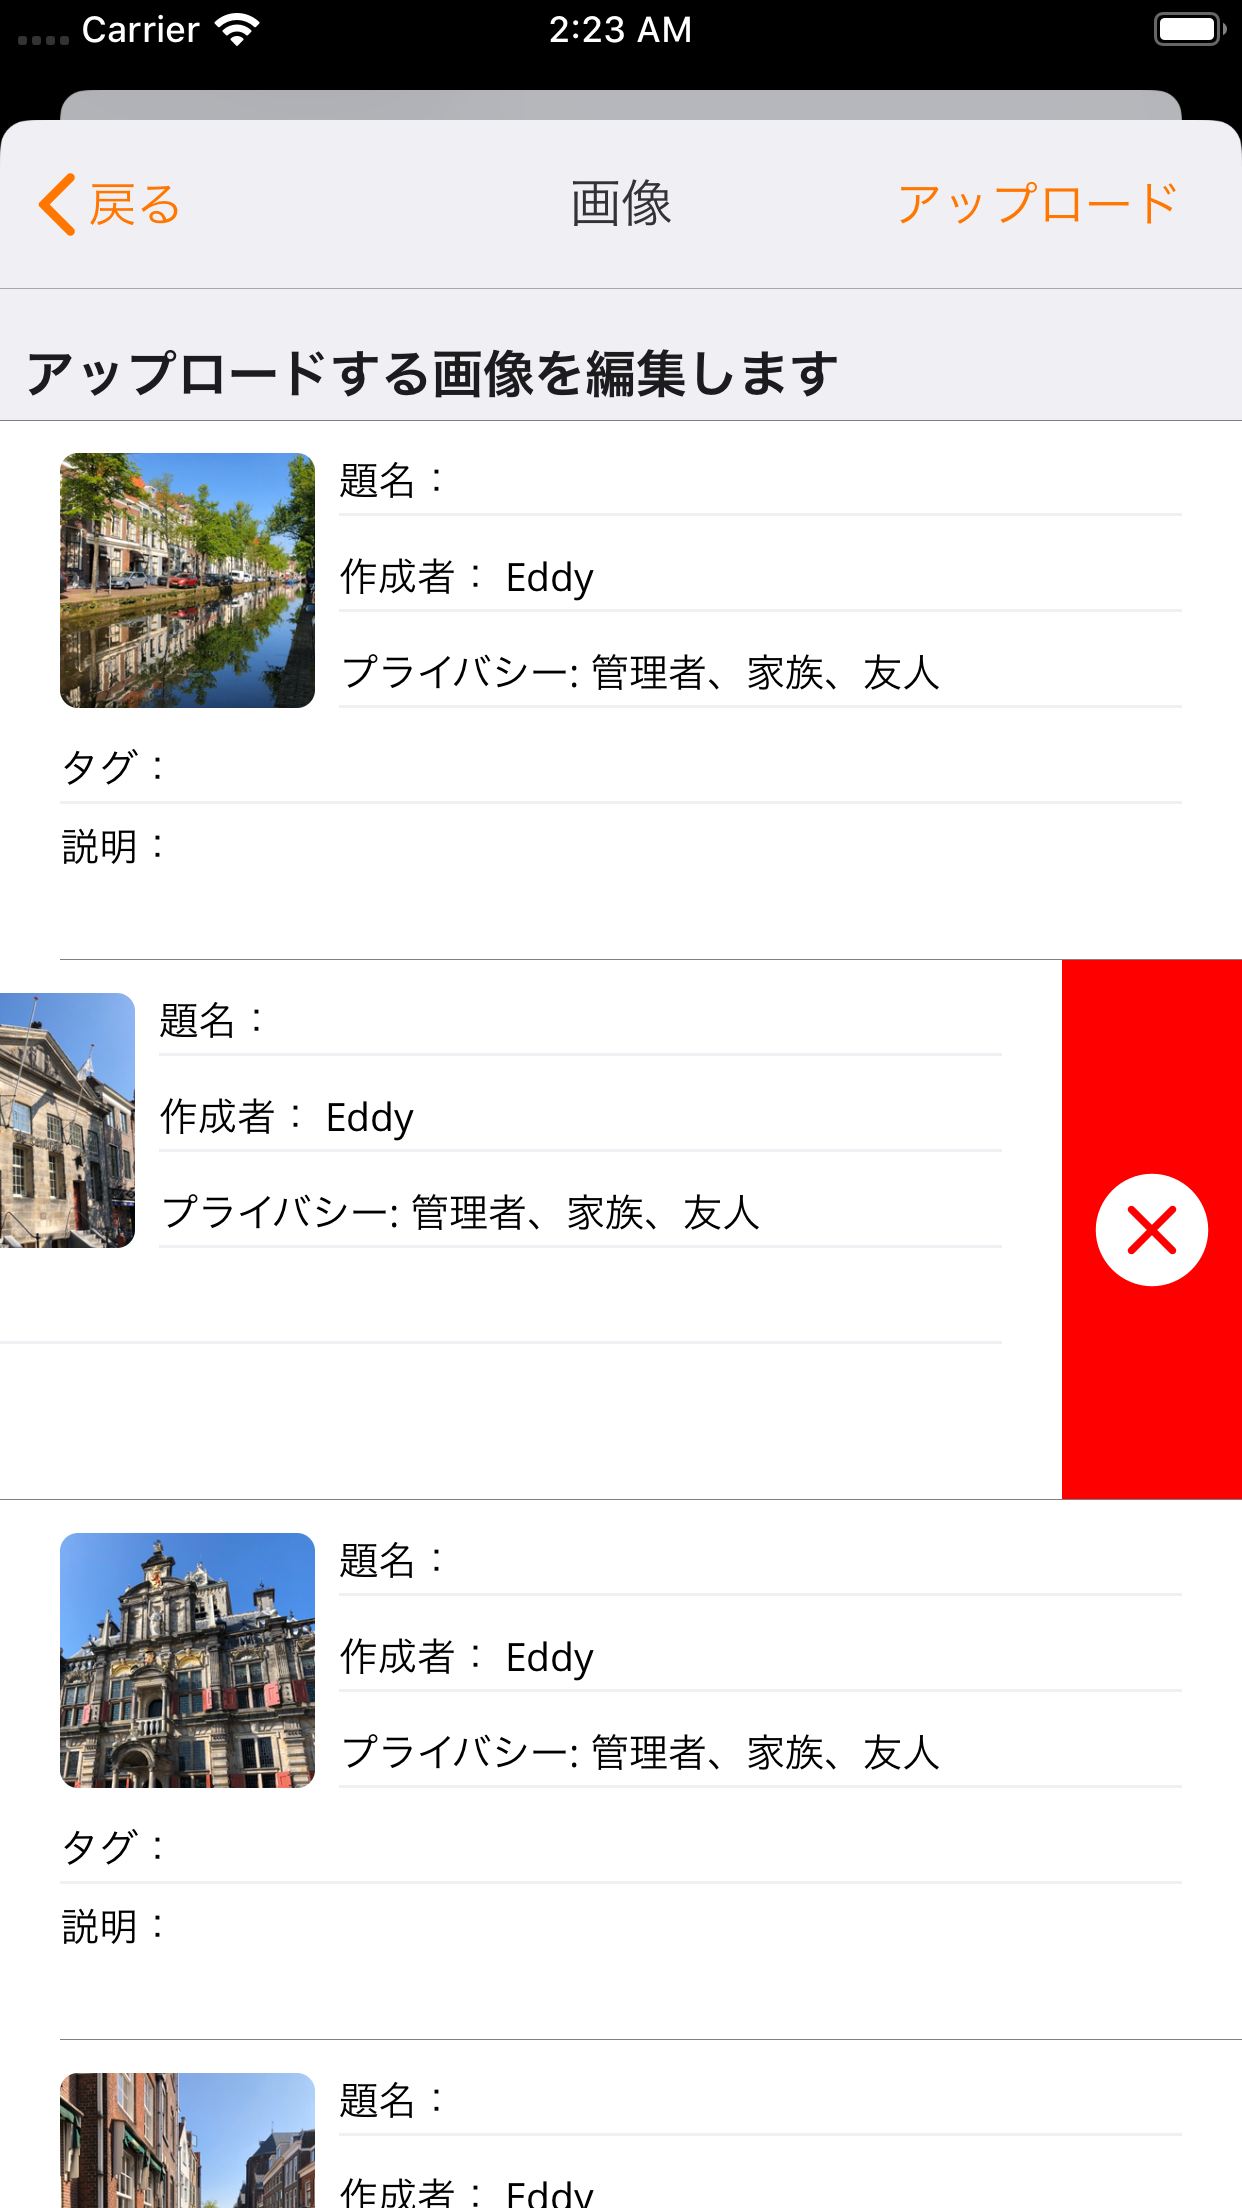 Carrier 2:23 AM
戻る 画像 アップロード
アップロードする画像を編集します
題名：
作成者： Eddy
プライバシー: 管理者、家族、友人
タグ：
説明：
題名：
作成者： Eddy
プライバシー: 管理者、家族、友人
題名：
作成者： Eddy
プライバシー: 管理者、家族、友人
タグ：
説明：
題名：
作成者： Eddy